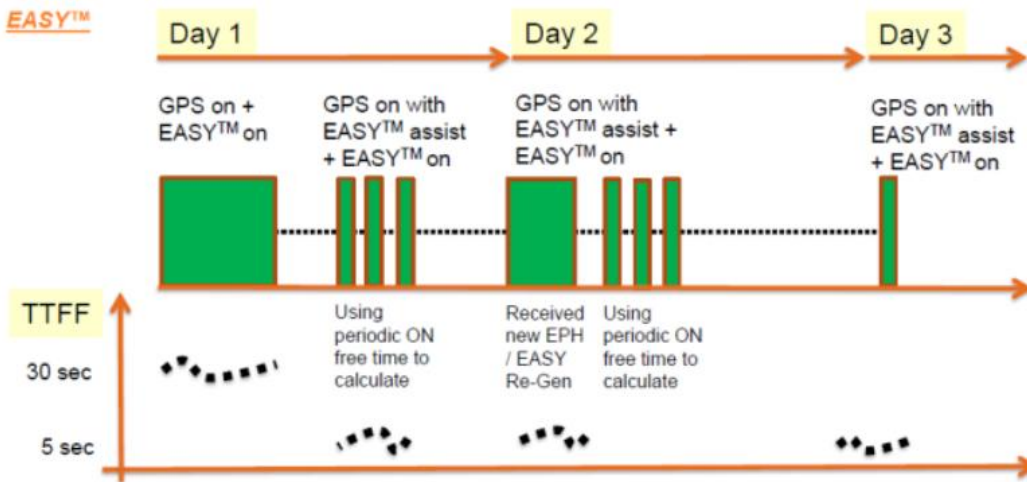 EASY™
Day 1
Day 2
Day 3
GPS on +
EASY™ on
GPS on with
EASY™ assist
+ EASY™ on
GPS on with
EASY™ assist +
EASY™ on
GPS on with
EASY™ assist
+ EASY™ on
TTFF
Using
periodic ON
free time to
calculate
Received
new EPH
/ EASY
Re-Gen
Using
periodic ON
free time to
calculate
30 sec
5 sec